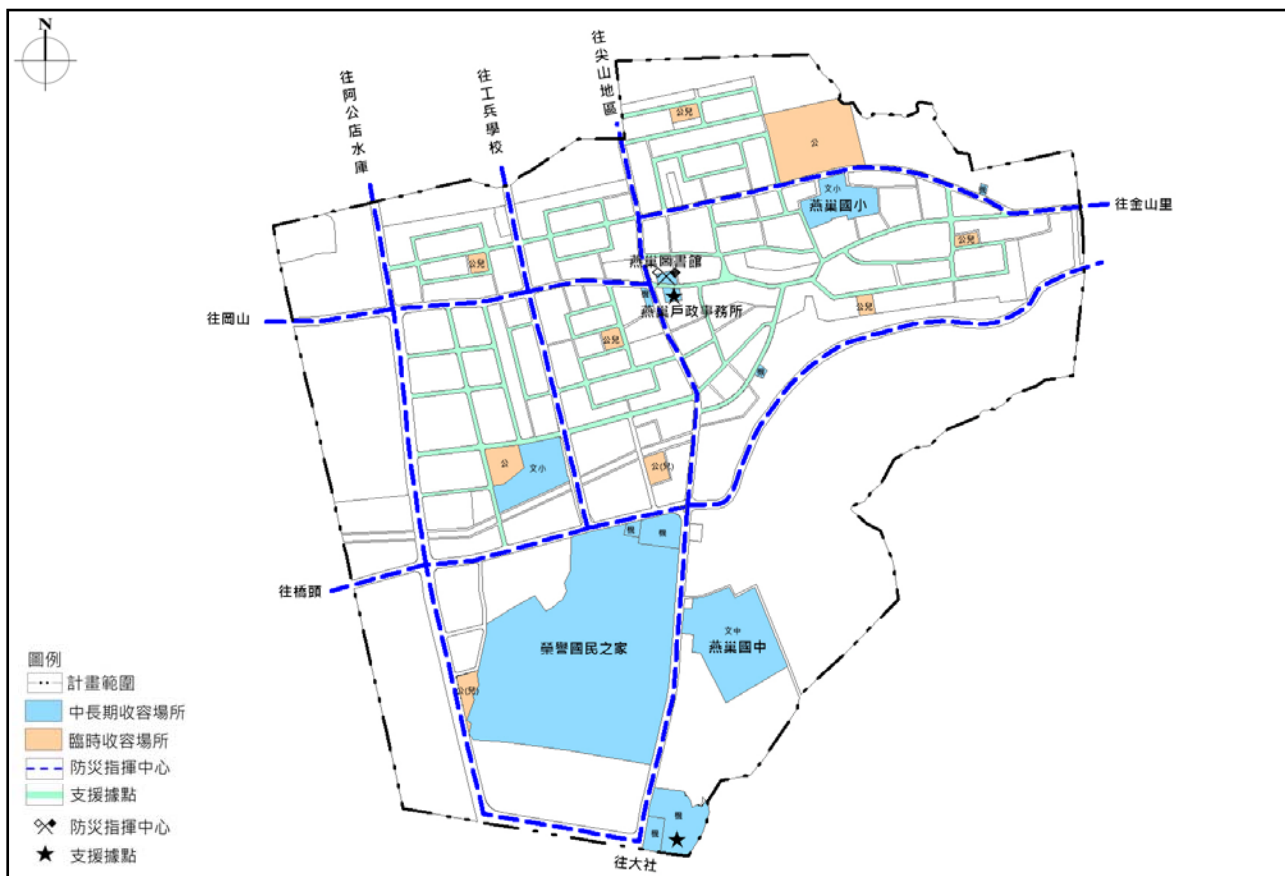 N
往尖山地區
往工兵學校
往阿公店水庫
公兒
公
文小
燕巢國小
機
往金山里
公兒
公兒
燕巢圖書館
機
燕巢戶政事務所
公兒
往岡山
公兒
機
公
文小
公(兒)
機
機
往橋頭
文中
燕巢國中
榮譽國民之家
公(兒)
機
機
往大社
圖例
計畫範圍
中長期收容場所
臨時收容場所
防災指揮中心
支援據點
防災指揮中心
支援據點